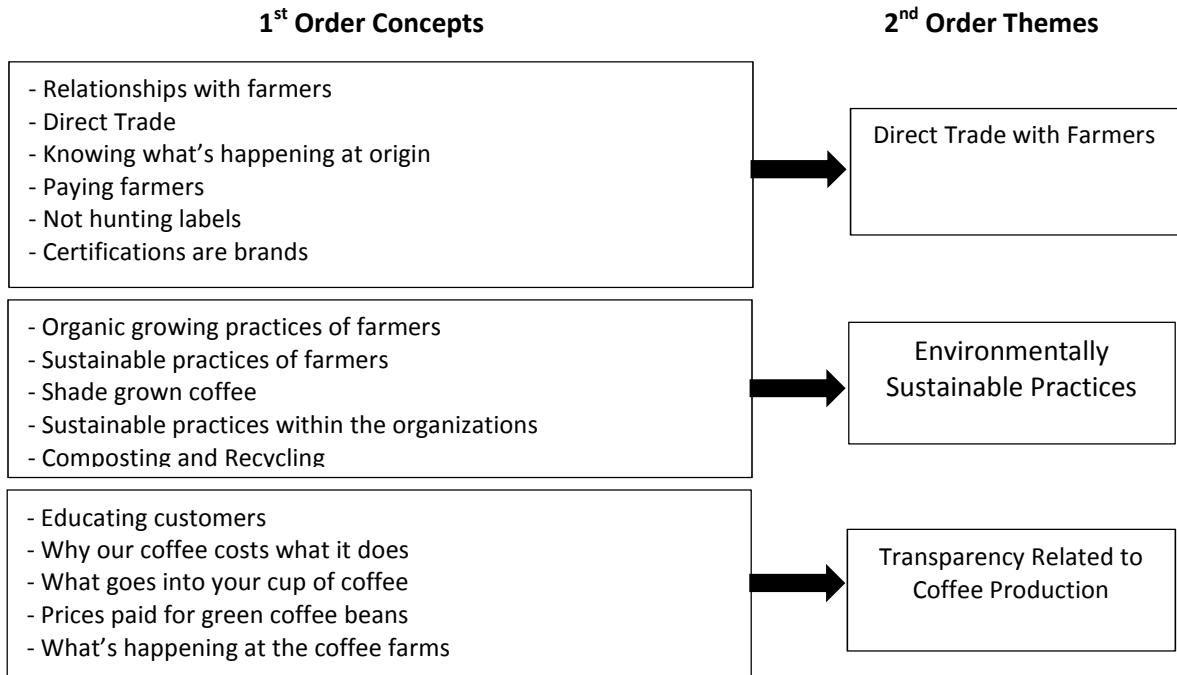 1st Order Concepts
2nd Order Themes
- Relationships with farmers
- Direct Trade
- Knowing what’s happening at origin
- Paying farmers
- Not hunting labels
- Certifications are brands
Direct Trade with Farmers
- Organic growing practices of farmers
- Sustainable practices of farmers
- Shade grown coffee
- Sustainable practices within the organizations
- Composting and Recycling
Environmentally
Sustainable Practices
- Educating customers
- Why our coffee costs what it does
- What goes into your cup of coffee
- Prices paid for green coffee beans
- What’s happening at the coffee farms
Transparency Related to
Coffee Production